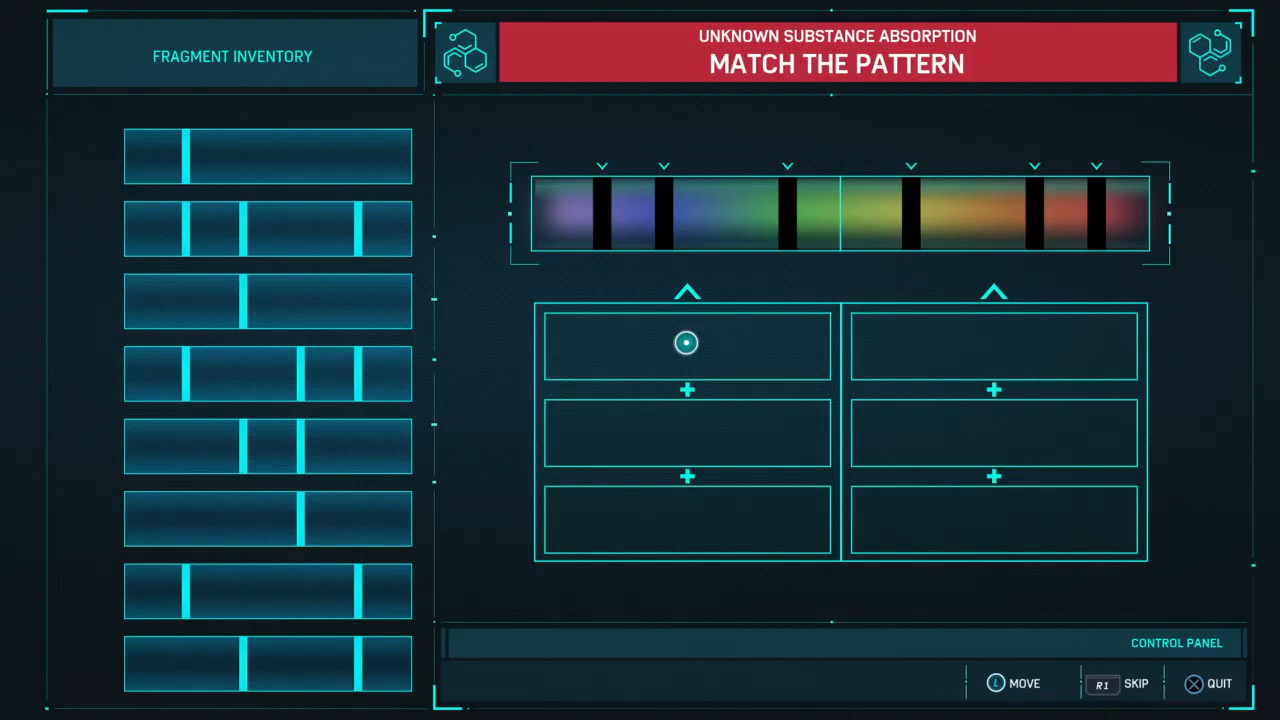 FRAGMENT INVENTORY
UNKNOWN SUBSTANCE ABSORPTION
MATCH THE PATTERN
CONTROL PANEL
L MOVE
R1 SKIP
QUIT